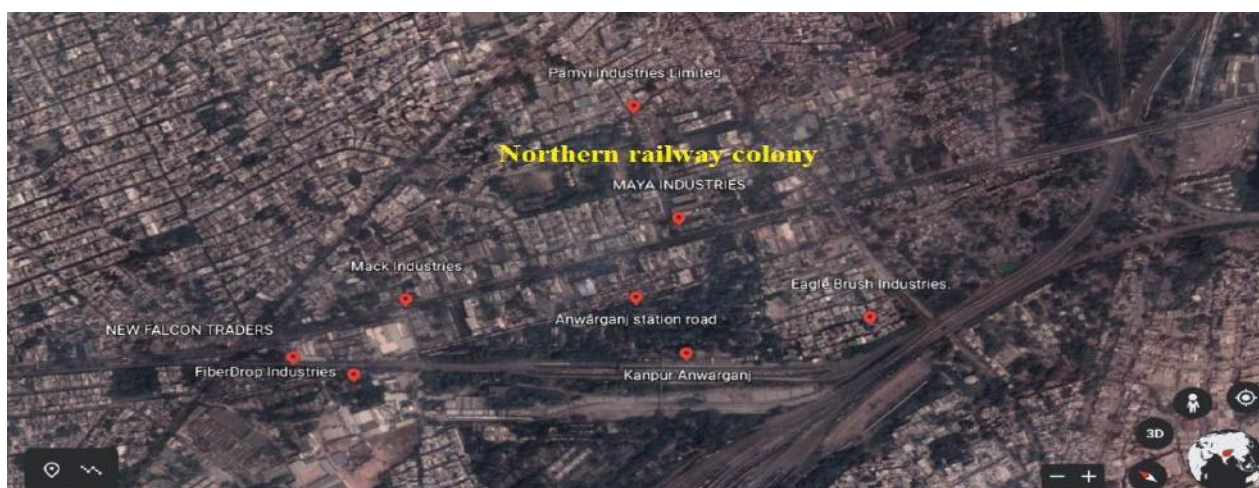 Pamvi Industries Limited
Northern railway colony
MAYA INDUSTRIES
Mack Industries
Eagle Brush Industries.
Anwarganj station road
NEW FALCON TRADERS
FiberDrop Industries
Kanpur Anwarganj
3D